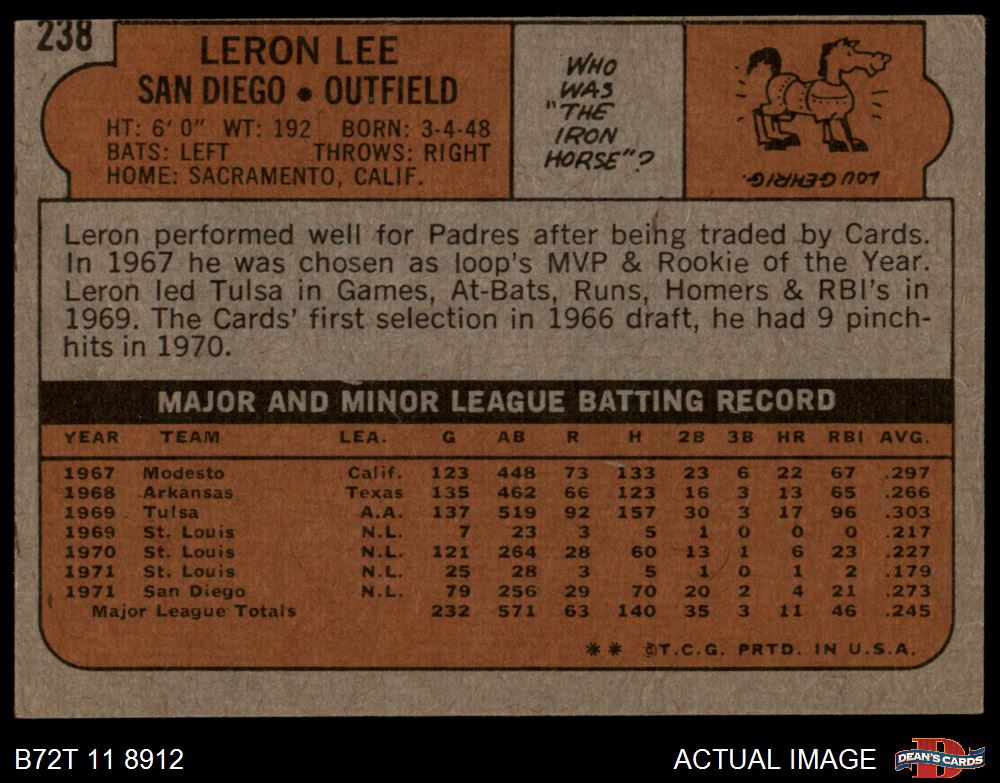 238
LERON LEE
SAN DIEGO • OUTFIELD
HT: 6' 0" WT: 192 BORN: 3-4-48
BATS: LEFT THROWS: RIGHT
HOME: SACRAMENTO, CALIF.
WHO
WAS
"THE
IRON
HORSE"?
LOU GEHRIG.
Leron performed well for Padres after being traded by Cards.
In 1967 he was chosen as loop's MVP & Rookie of the Year.
Leron led Tulsa in Games, At-Bats, Runs, Homers & RBI's in
1969. The Cards' first selection in 1966 draft, he had 9 pinch-
hits in 1970.
MAJOR AND MINOR LEAGUE BATTING RECORD
YEAR TEAM LEA. G AB R H 2B 3B HR RBI AVG.
1967 Modesto Calif. 123 448 73 133 23 6 22 67 .297
1968 Arkansas Texas 135 462 66 123 16 3 13 65 .266
1969 Tulsa A.A. 137 519 92 157 30 3 17 96 .303
1969 St. Louis N.L. 7 23 3 5 1 0 0 0 .217
1970 St. Louis N.L. 121 264 28 60 13 1 6 23 .227
1971 St. Louis N.L. 25 28 3 5 1 0 1 2 .179
1971 San Diego N.L. 79 256 29 70 20 2 4 21 .273
Major League Totals 232 571 63 140 35 3 11 46 .245
** ©T.C.G. PRTD. IN U.S.A.
B72T 11 8912
ACTUAL IMAGE
D
DEAN'S CARDS